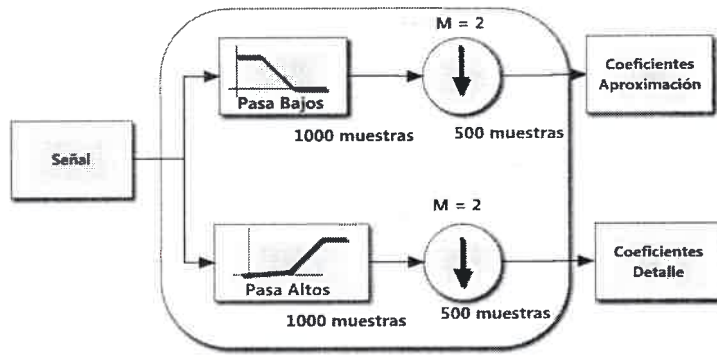 M = 2
Pasa Bajos
1000 muestras
500 muestras
Coeficientes
Aproximación
Señal
M = 2
Pasa Altos
1000 muestras
500 muestras
Coeficientes
Detalle